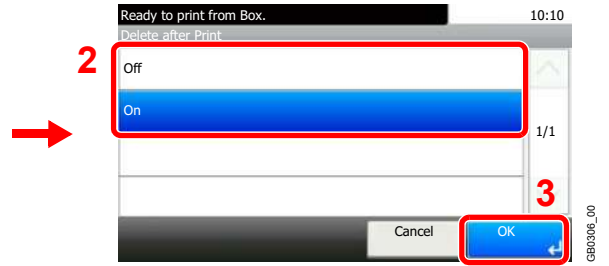 Ready to print from Box. 10:10
Delete after Print
2
Off
On
1/1
3
Cancel OK
GB0306_00